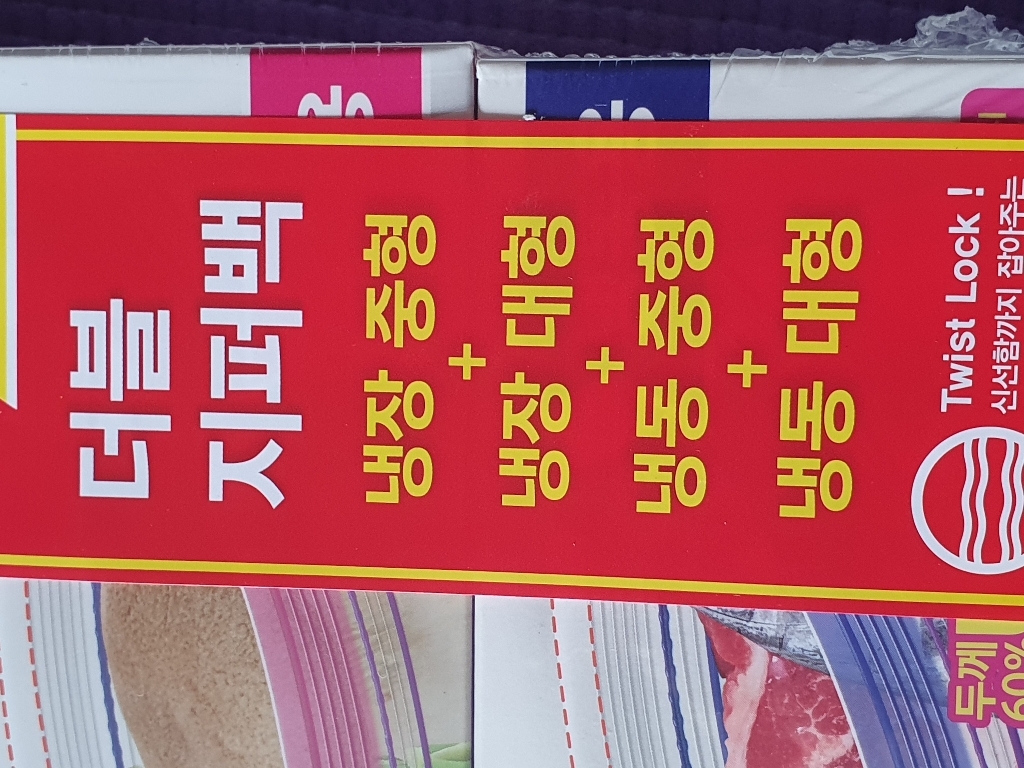 더블
지퍼백
냉장 중형
+
냉장 대형
+
냉동 중형
+
냉동 대형
Twist Lock !
신선함까지 잡아주는
두께
60%